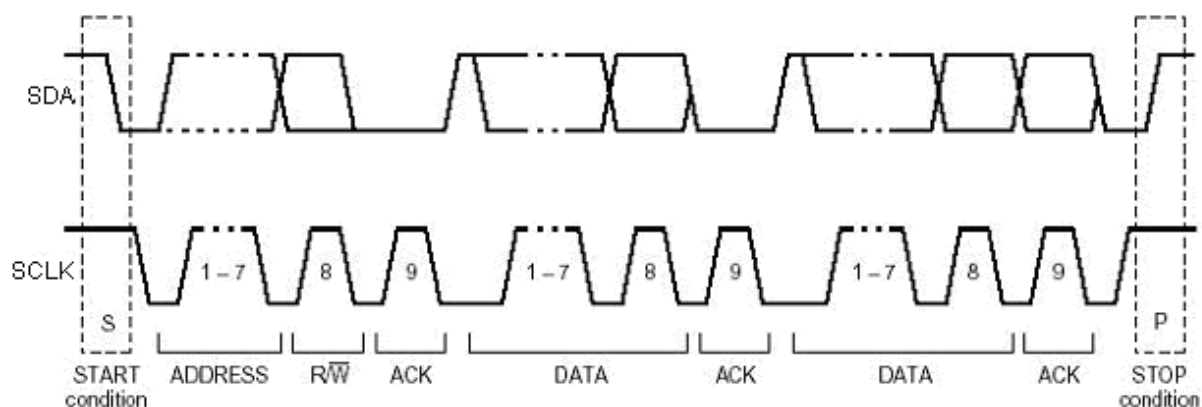 SDA
SCLK
1 – 7 8 9 1 – 7 8 9 1 – 7 8 9
S P
START condition ADDRESS R/W̅ ACK DATA ACK DATA ACK STOP condition